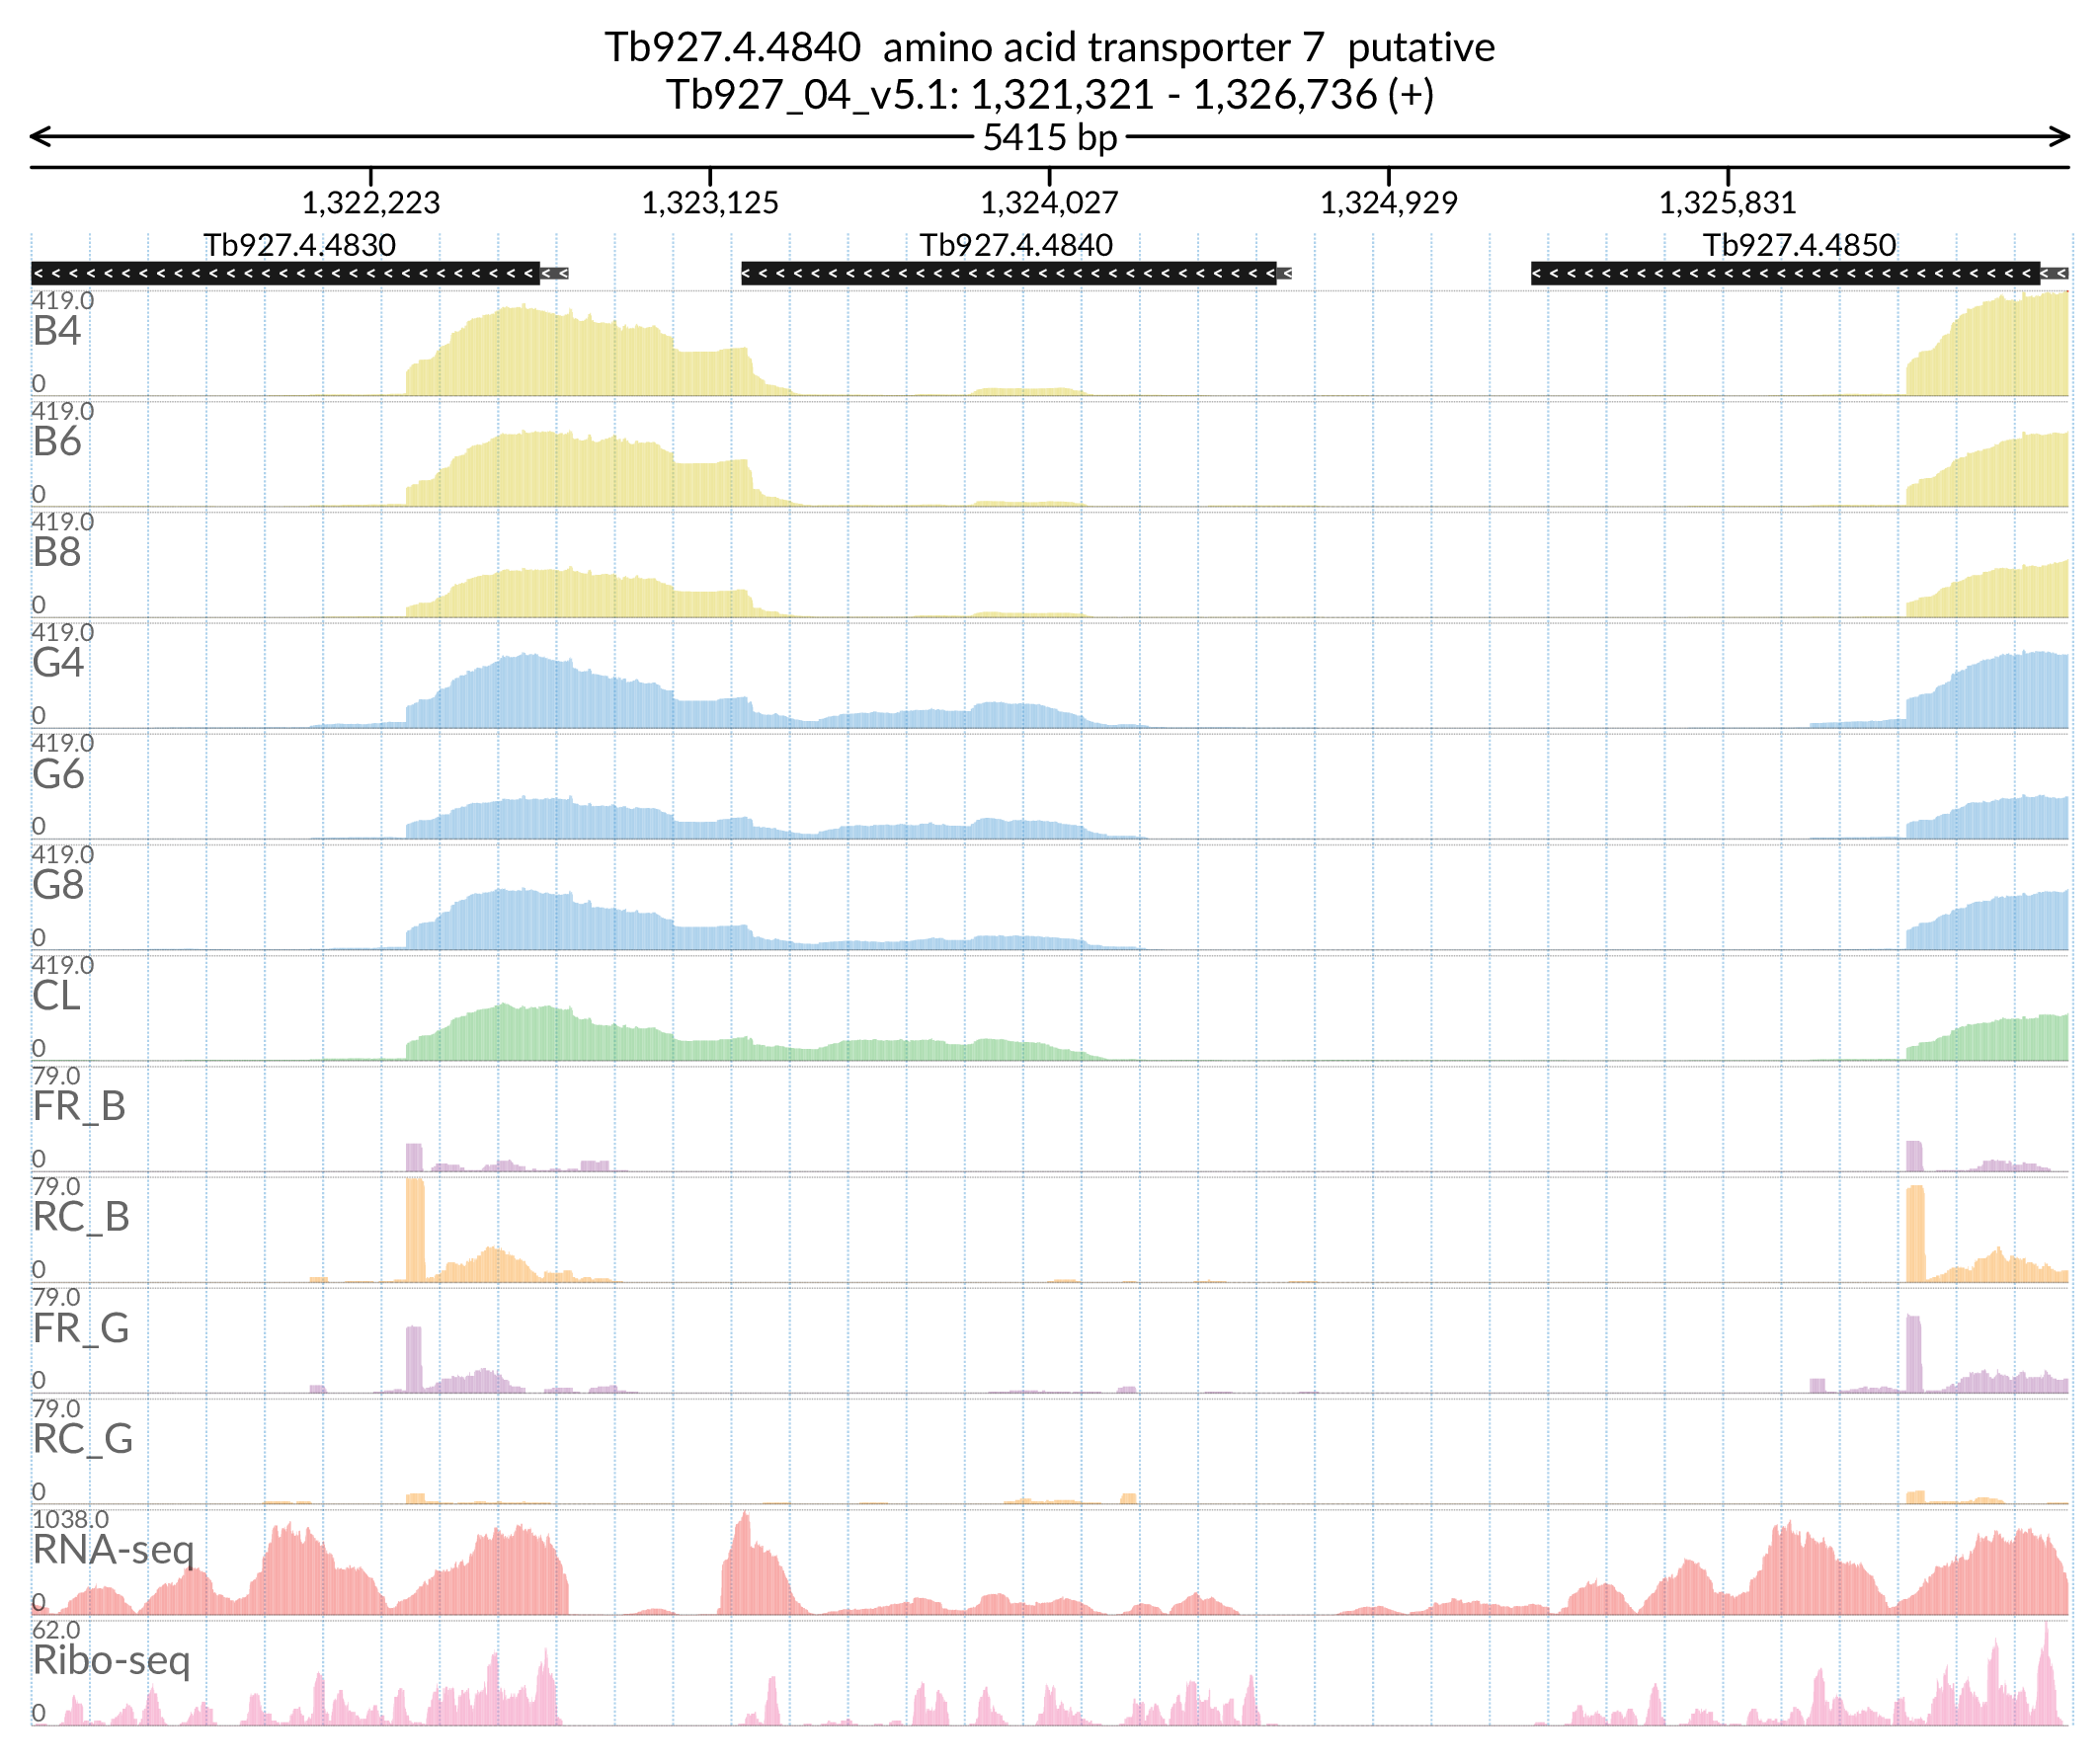 Tb927.4.4840  amino acid transporter 7  putative
Tb927_04_v5.1: 1,321,321 - 1,326,736 (+)
5415 bp
1,322,223 1,323,125 1,324,027 1,324,929 1,325,831
Tb927.4.4830 Tb927.4.4840 Tb927.4.4850
419.0
B4
0
419.0
B6
0
419.0
B8
0
419.0
G4
0
419.0
G6
0
419.0
G8
0
419.0
CL
0
79.0
FR_B
0
79.0
RC_B
0
79.0
FR_G
0
79.0
RC_G
0
1038.0
RNA-seq
0
62.0
Ribo-seq
0